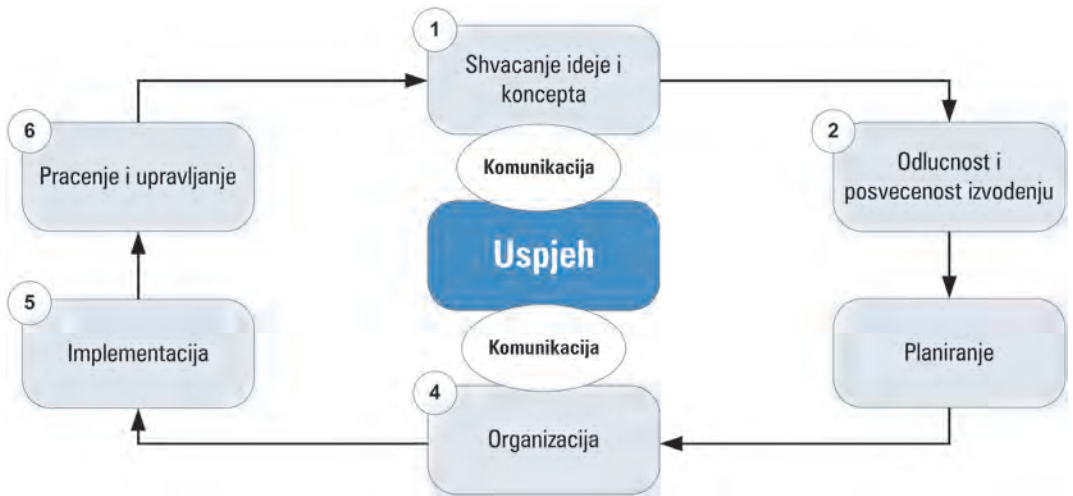 1
Shvacanje ideje i
koncepta
2
Odlucnost i
posvecenost izvodenju
Planiranje
4
Organizacija
5
Implementacija
6
Pracenje i upravljanje
Komunikacija
Uspjeh
Komunikacija